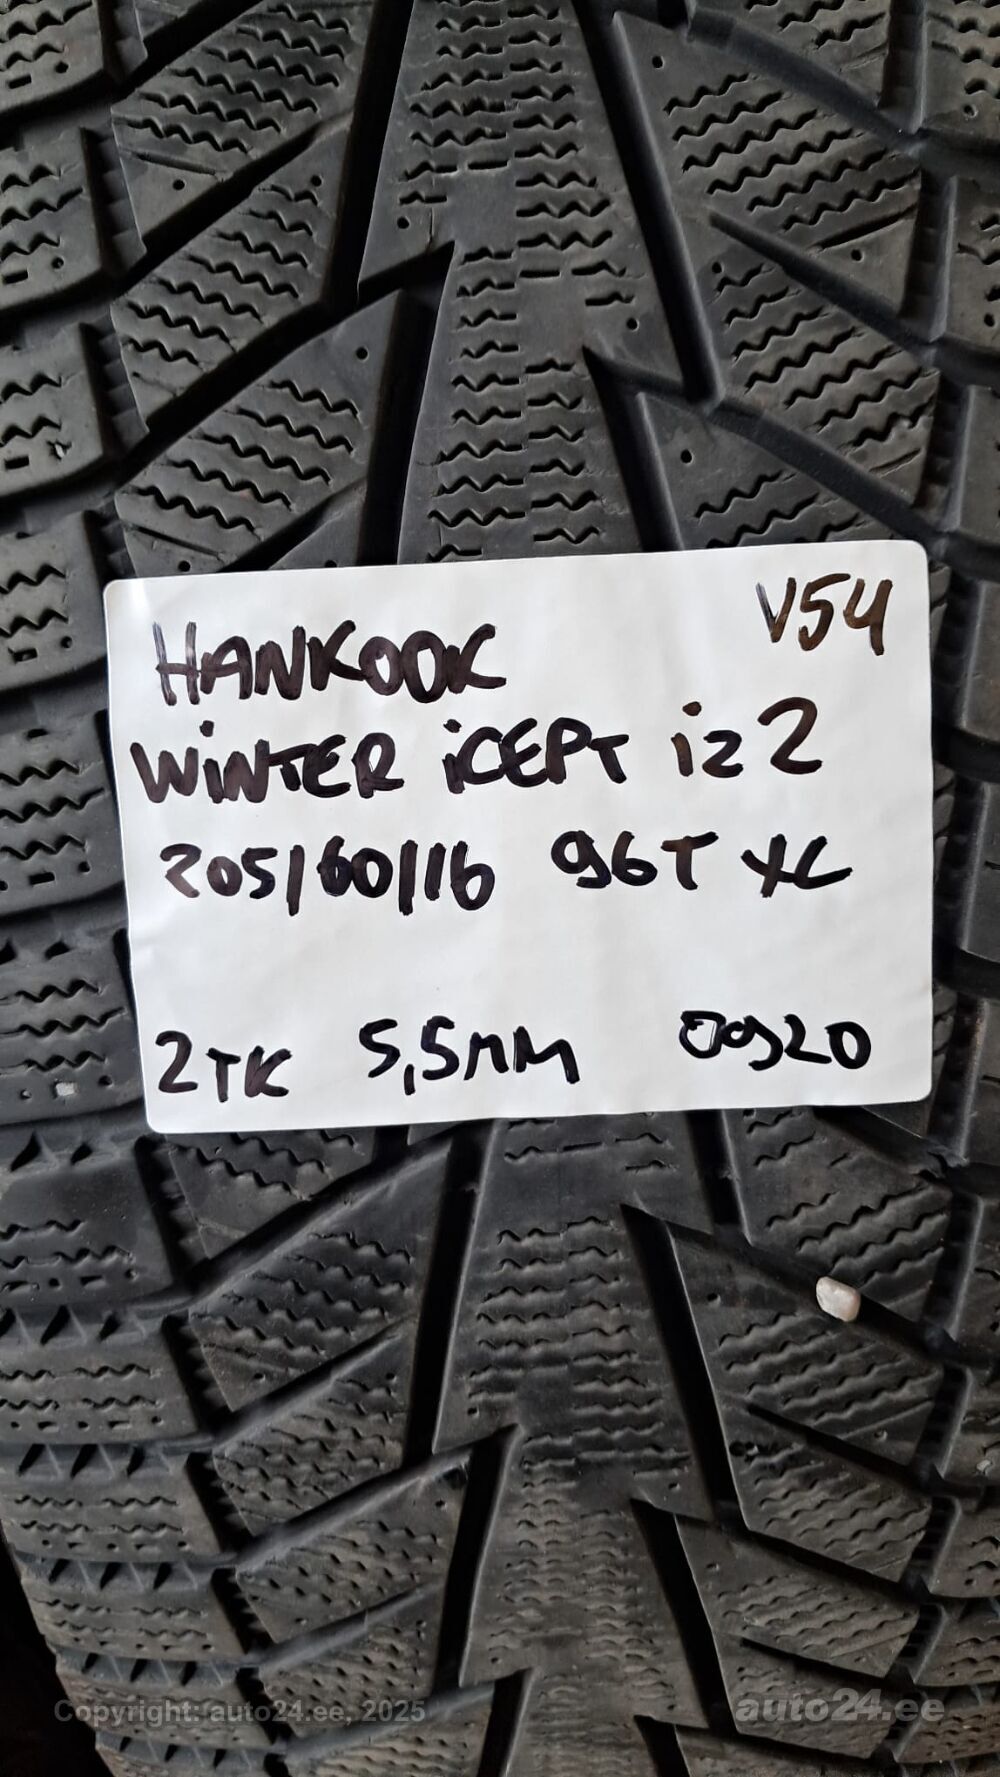 V54
HANKOOK
WiNTER iCEPT iz2
205/60/16 96T XL
2TK 5,5MM 0920
Copyright: auto24.ee, 2025
auto24.ee